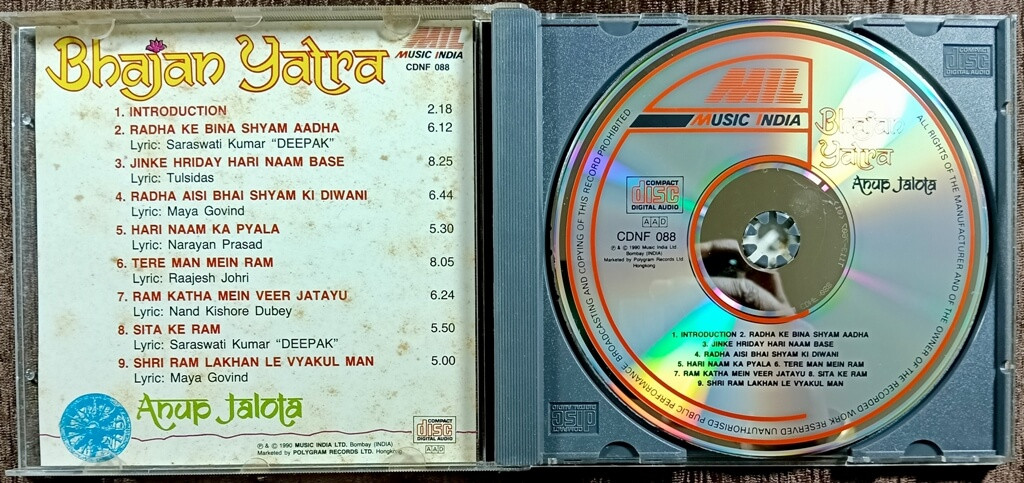 Bhajan Yatra
MIL
MUSIC INDIA
CDNF 088
1. INTRODUCTION 2.18
2. RADHA KE BINA SHYAM AADHA 6.12
Lyric: Saraswati Kumar "DEEPAK"
3. JINKE HRIDAY HARI NAAM BASE 8.25
Lyric: Tulsidas
4. RADHA AISI BHAI SHYAM KI DIWANI 6.44
Lyric: Maya Govind
5. HARI NAAM KA PYALA 5.30
Lyric: Narayan Prasad
6. TERE MAN MEIN RAM 8.05
Lyric: Raajesh Johri
7. RAM KATHA MEIN VEER JATAYU 6.24
Lyric: Nand Kishore Dubey
8. SITA KE RAM 5.50
Lyric: Saraswati Kumar "DEEPAK"
9. SHRI RAM LAKHAN LE VYAKUL MAN 5.00
Lyric: Maya Govind
Anup Jalota
COMPACT
disc
DIGITAL AUDIO
AAD
℗ & © 1990 MUSIC INDIA LTD. Bombay (INDIA)
Marketed by POLYGRAM RECORDS LTD. Hongkong
MIL
MUSIC INDIA
Bhajan
Yatra
Anup Jalota
COMPACT
disc
DIGITAL AUDIO
AAD
CDNF 088
℗ & © 1990 Music India Ltd.
Bombay (INDIA)
Marketed by Polygram Records Ltd.
Hongkong
1. INTRODUCTION 2. RADHA KE BINA SHYAM AADHA
3. JINKE HRIDAY HARI NAAM BASE
4. RADHA AISI BHAI SHYAM KI DIWANI
5. HARI NAAM KA PYALA 6. TERE MAN MEIN RAM
7. RAM KATHA MEIN VEER JATAYU 8. SITA KE RAM
9. SHRI RAM LAKHAN LE VYAKUL MAN
ALL RIGHTS OF THE MANUFACTURER AND OF THE OWNER OF THE RECORDED WORK RESERVED UNAUTHORISED PUBLIC PERFORMANCE BROADCASTING AND COPYING OF THIS RECORD PROHIBITED
COMPACT
disc
DIGITAL AUDIO
COMPACT
disc
DIGITAL AUDIO